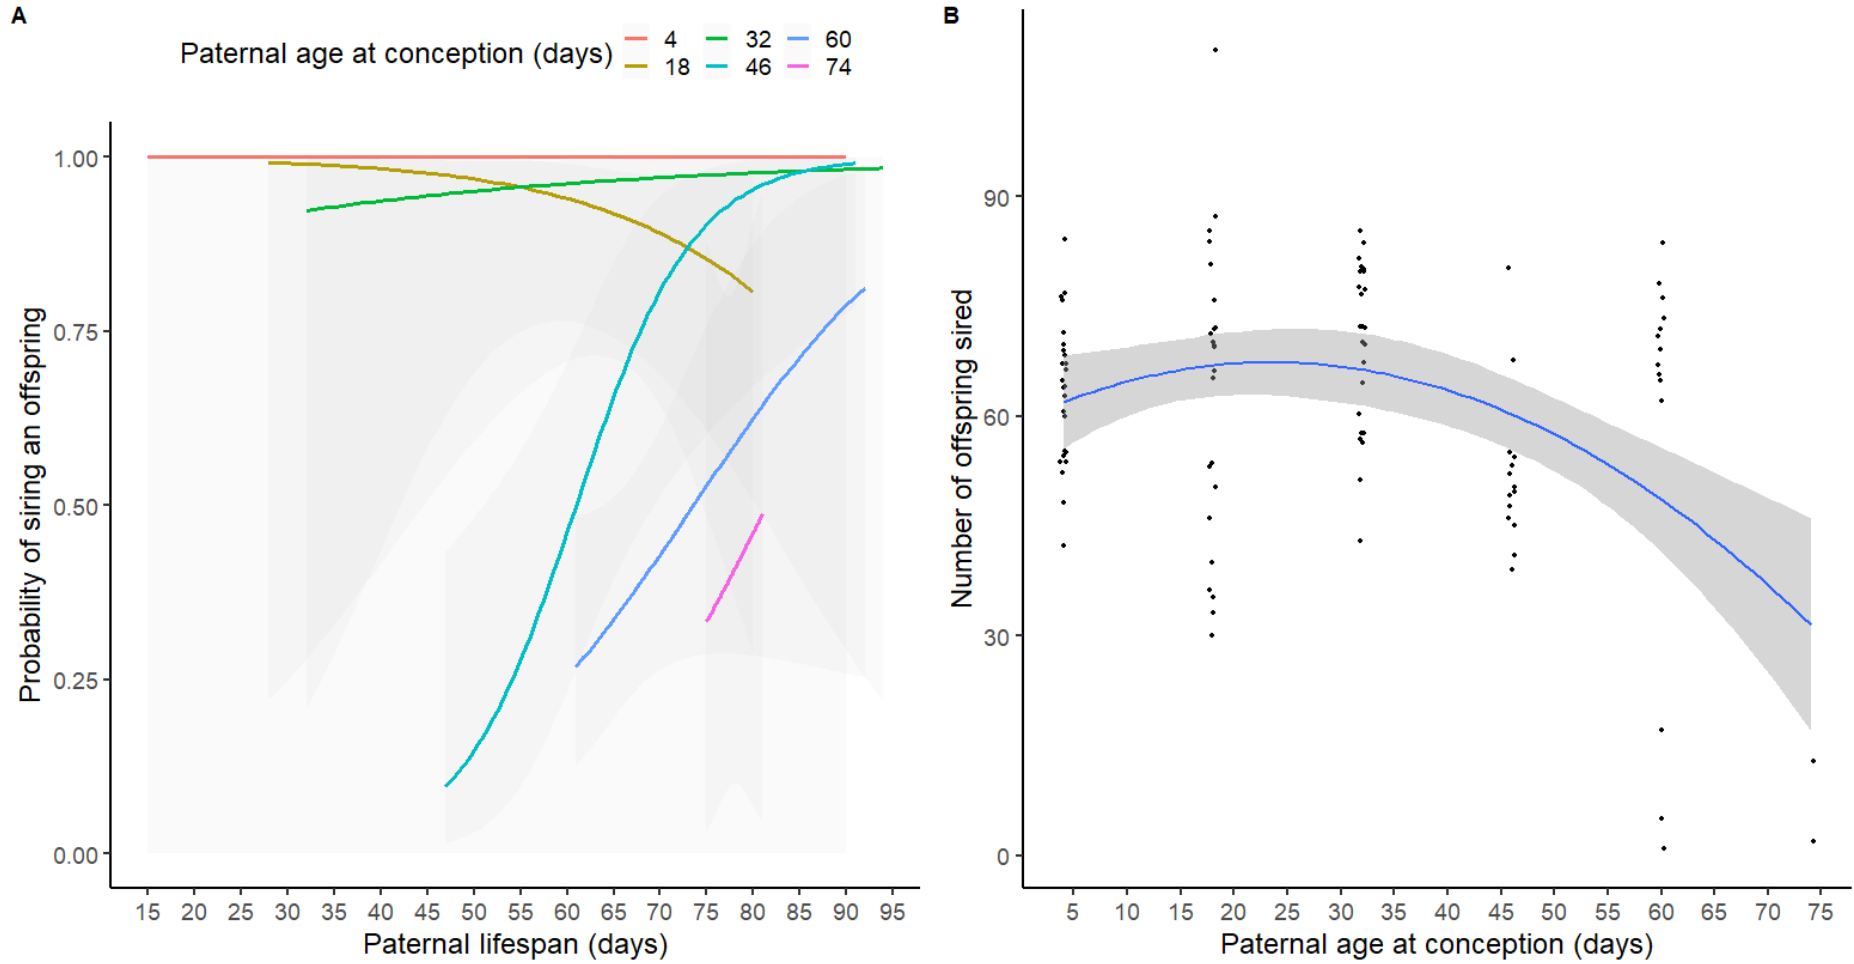 A
Paternal age at conception (days)
4 32 60
18 46 74
Probability of siring an offspring
1.00
0.75
0.50
0.25
0.00
15 20 25 30 35 40 45 50 55 60 65 70 75 80 85 90 95
Paternal lifespan (days)
B
Number of offspring sired
90
60
30
0
5 10 15 20 25 30 35 40 45 50 55 60 65 70 75
Paternal age at conception (days)